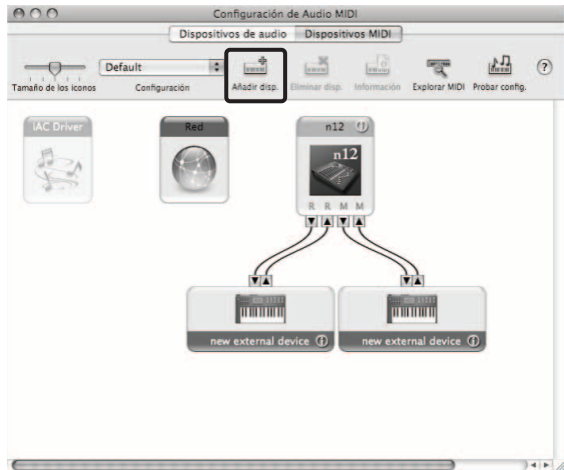 Configuración de Audio MIDI
Dispositivos de audio Dispositivos MIDI
Default
?
Tamaño de los iconos Configuración Añadir disp. Eliminar disp. Información Explorar MIDI Probar config.
IAC Driver Red n12
n12
R R M M
new external device new external device